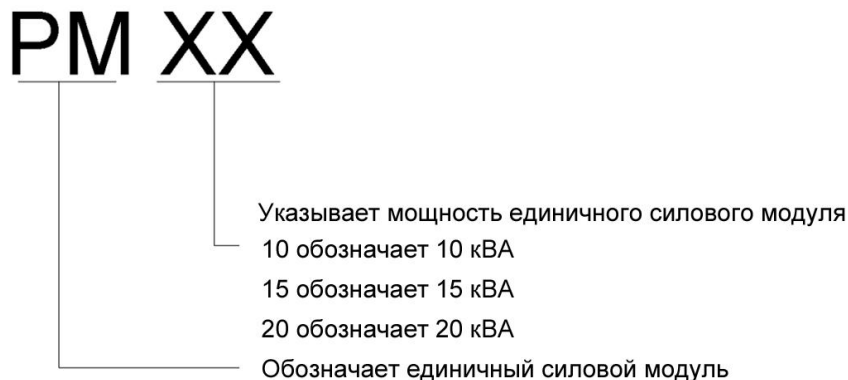 PM XX
Указывает мощность единичного силового модуля
10 обозначает 10 кВА
15 обозначает 15 кВА
20 обозначает 20 кВА
Обозначает единичный силовой модуль